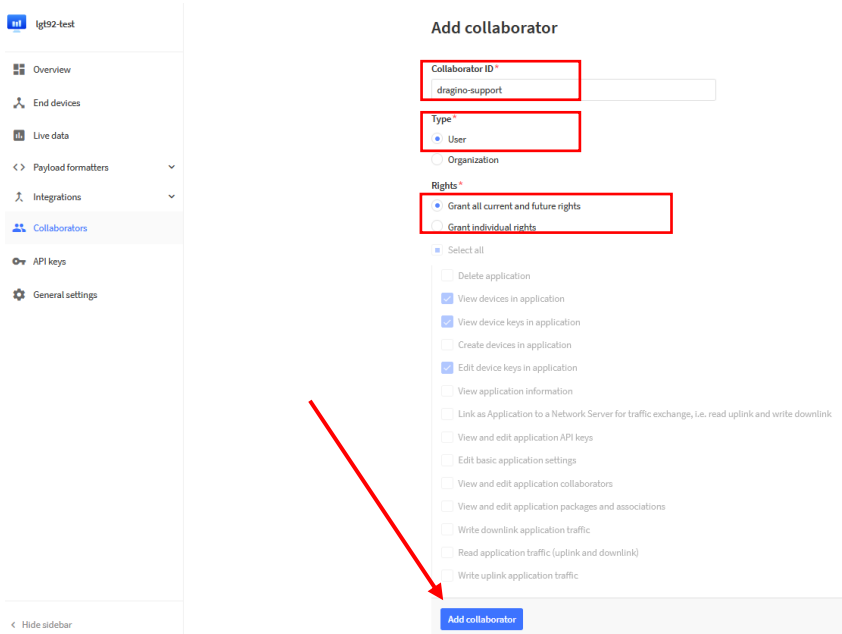 lgt92-test
Overview
End devices
Live data
Payload formatters
Integrations
Collaborators
API keys
General settings
Hide sidebar
Add collaborator
Collaborator ID*
dragino-support
Type*
User
Organization
Rights*
Grant all current and future rights
Grant individual rights
Select all
Delete application
View devices in application
View device keys in application
Create devices in application
Edit device keys in application
View application information
Link as Application to a Network Server for traffic exchange, i.e. read uplink and write downlink
View and edit application API keys
Edit basic application settings
View and edit application collaborators
View and edit application packages and associations
Write downlink application traffic
Read application traffic (uplink and downlink)
Write uplink application traffic
Add collaborator